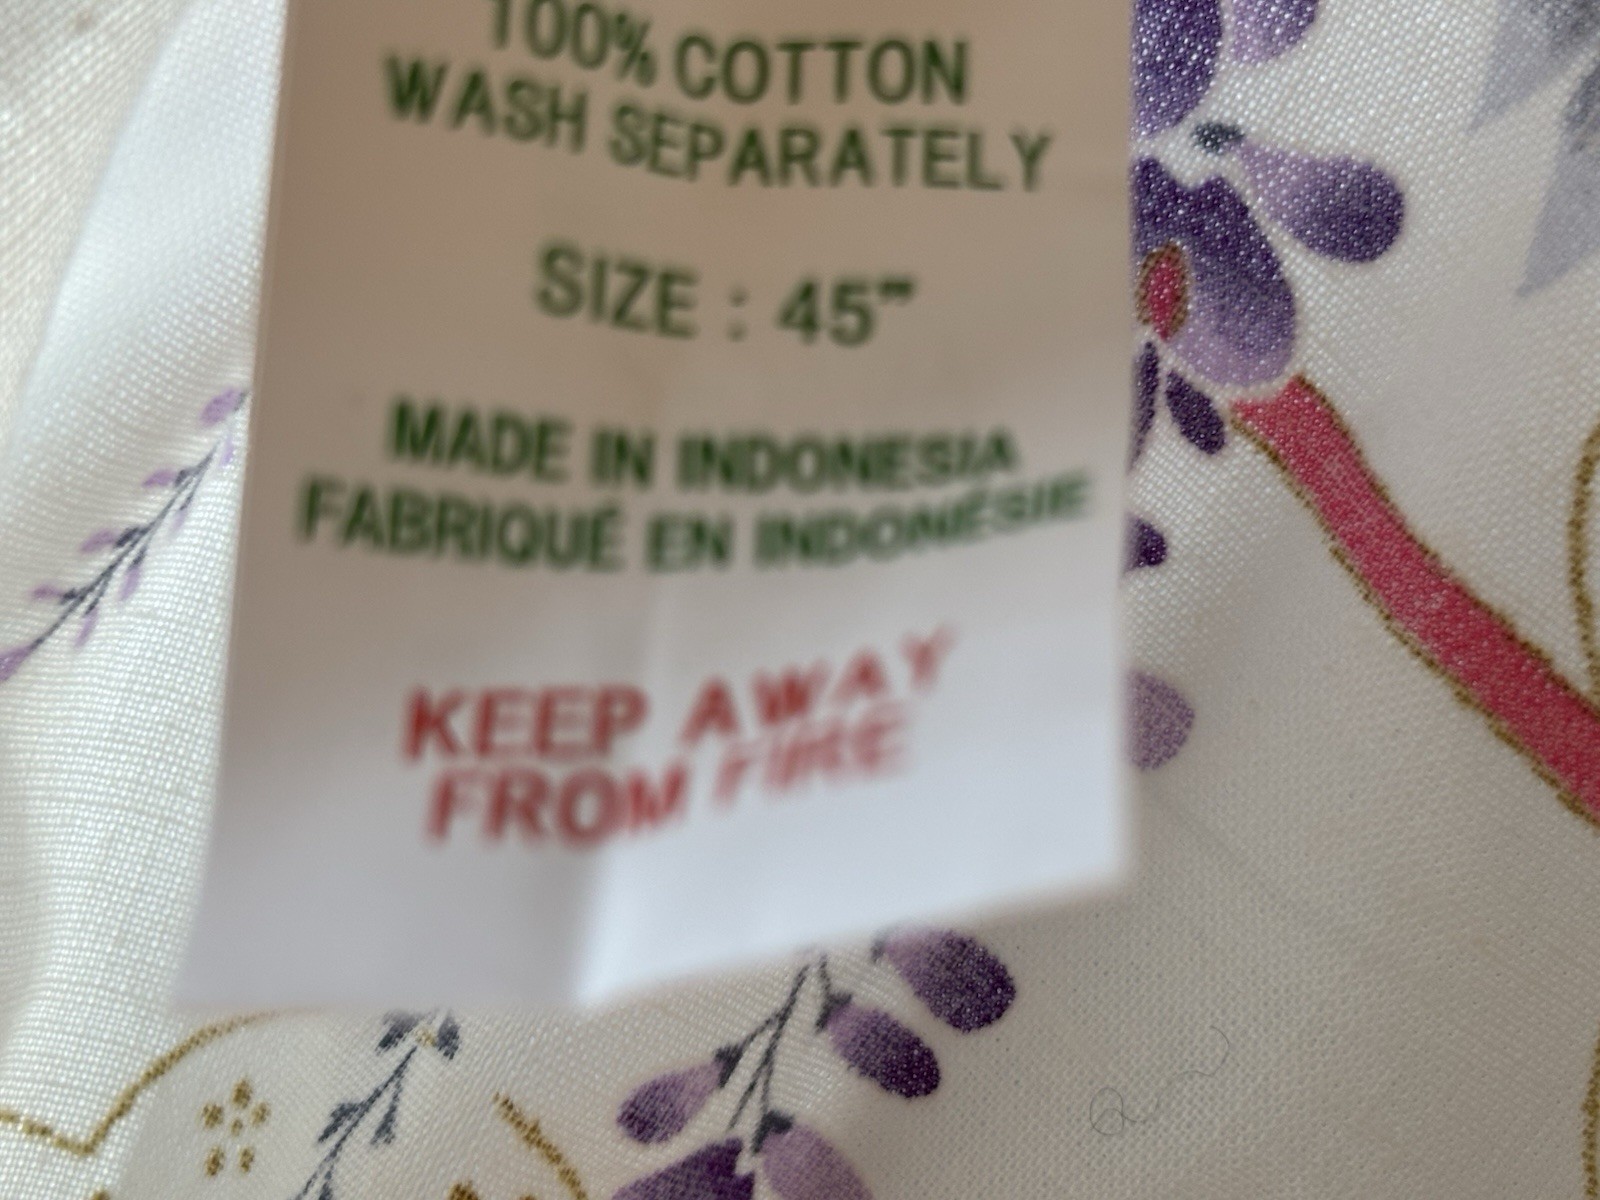 100% COTTON
WASH SEPARATELY
SIZE : 45"
MADE IN INDONESIA
FABRIQUÉ EN INDONÉSIE
KEEP AWAY
FROM FIRE